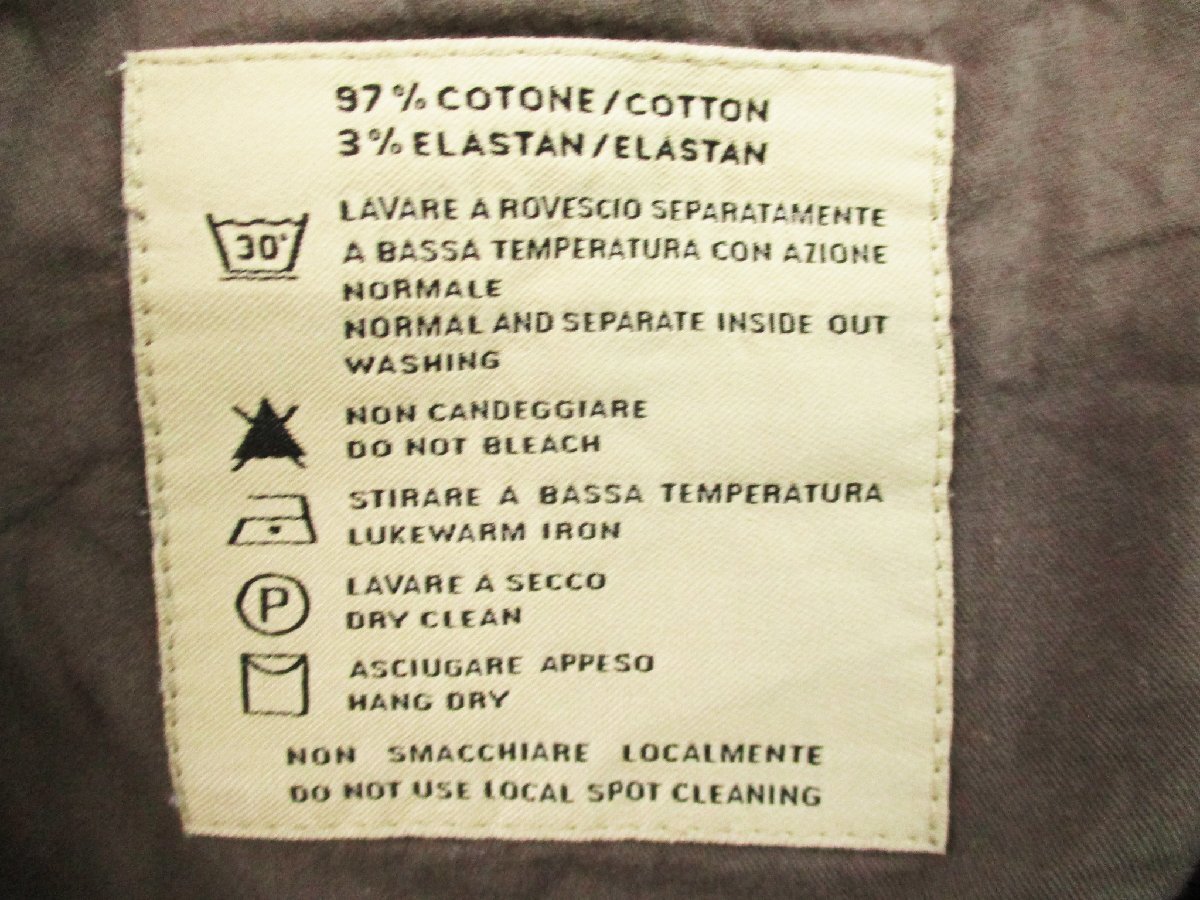 97% COTONE/COTTON
3% ELASTAN/ELASTAN
LAVARE A ROVESCIO SEPARATAMENTE
A BASSA TEMPERATURA CON AZIONE
NORMALE
30°
NORMAL AND SEPARATE INSIDE OUT
WASHING
NON CANDEGGIARE
DO NOT BLEACH
STIRARE A BASSA TEMPERATURA
LUKEWARM IRON
LAVARE A SECCO
P
DRY CLEAN
ASCIUGARE APPESO
HANG DRY
NON SMACCHIARE LOCALMENTE
DO NOT USE LOCAL SPOT CLEANING